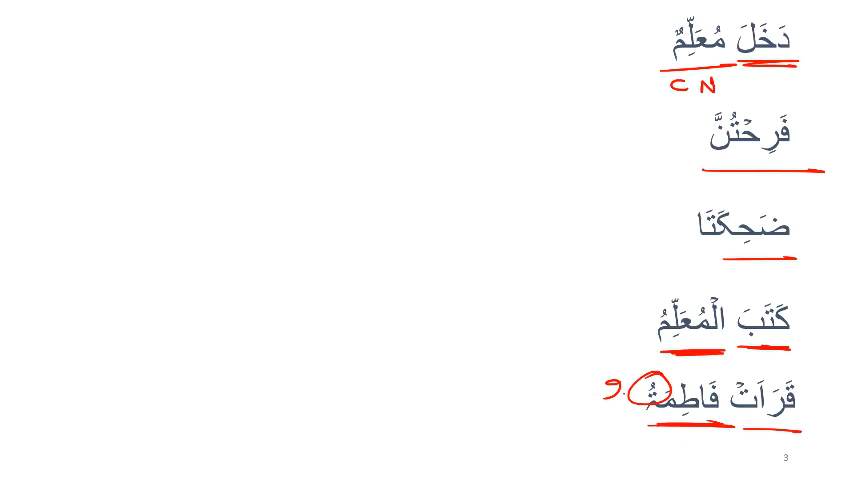 دَخَلَ مُعَلِّمٌ
C N
فَرِحْتُنَّ
ضَحِكَتَا
كَتَبَ الْمُعَلِّمُ
قَرَاَتْ فَاطِمَةُ
3